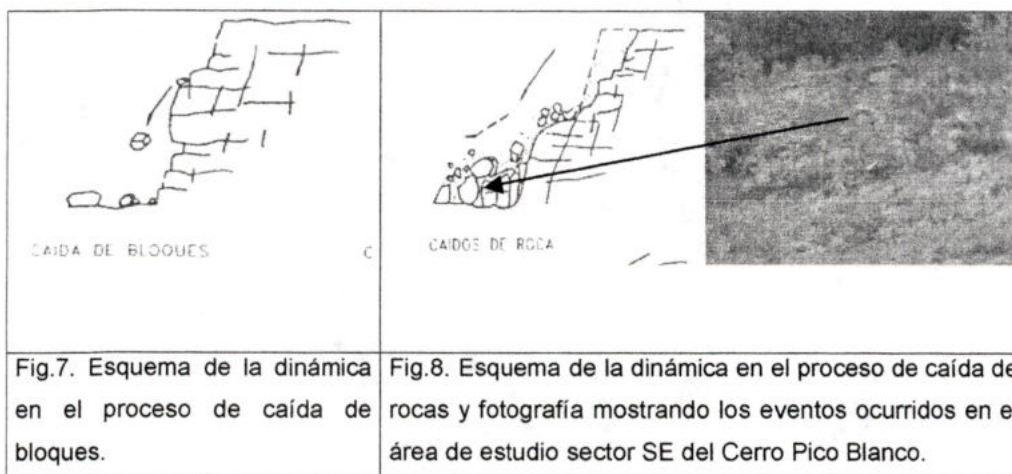 CAIDA DE BLOQUES
C
CAIDOS DE ROCA
Fig.7. Esquema de la dinámica
en el proceso de caída de
bloques.
Fig.8. Esquema de la dinámica en el proceso de caída de
rocas y fotografía mostrando los eventos ocurridos en e
área de estudio sector SE del Cerro Pico Blanco.